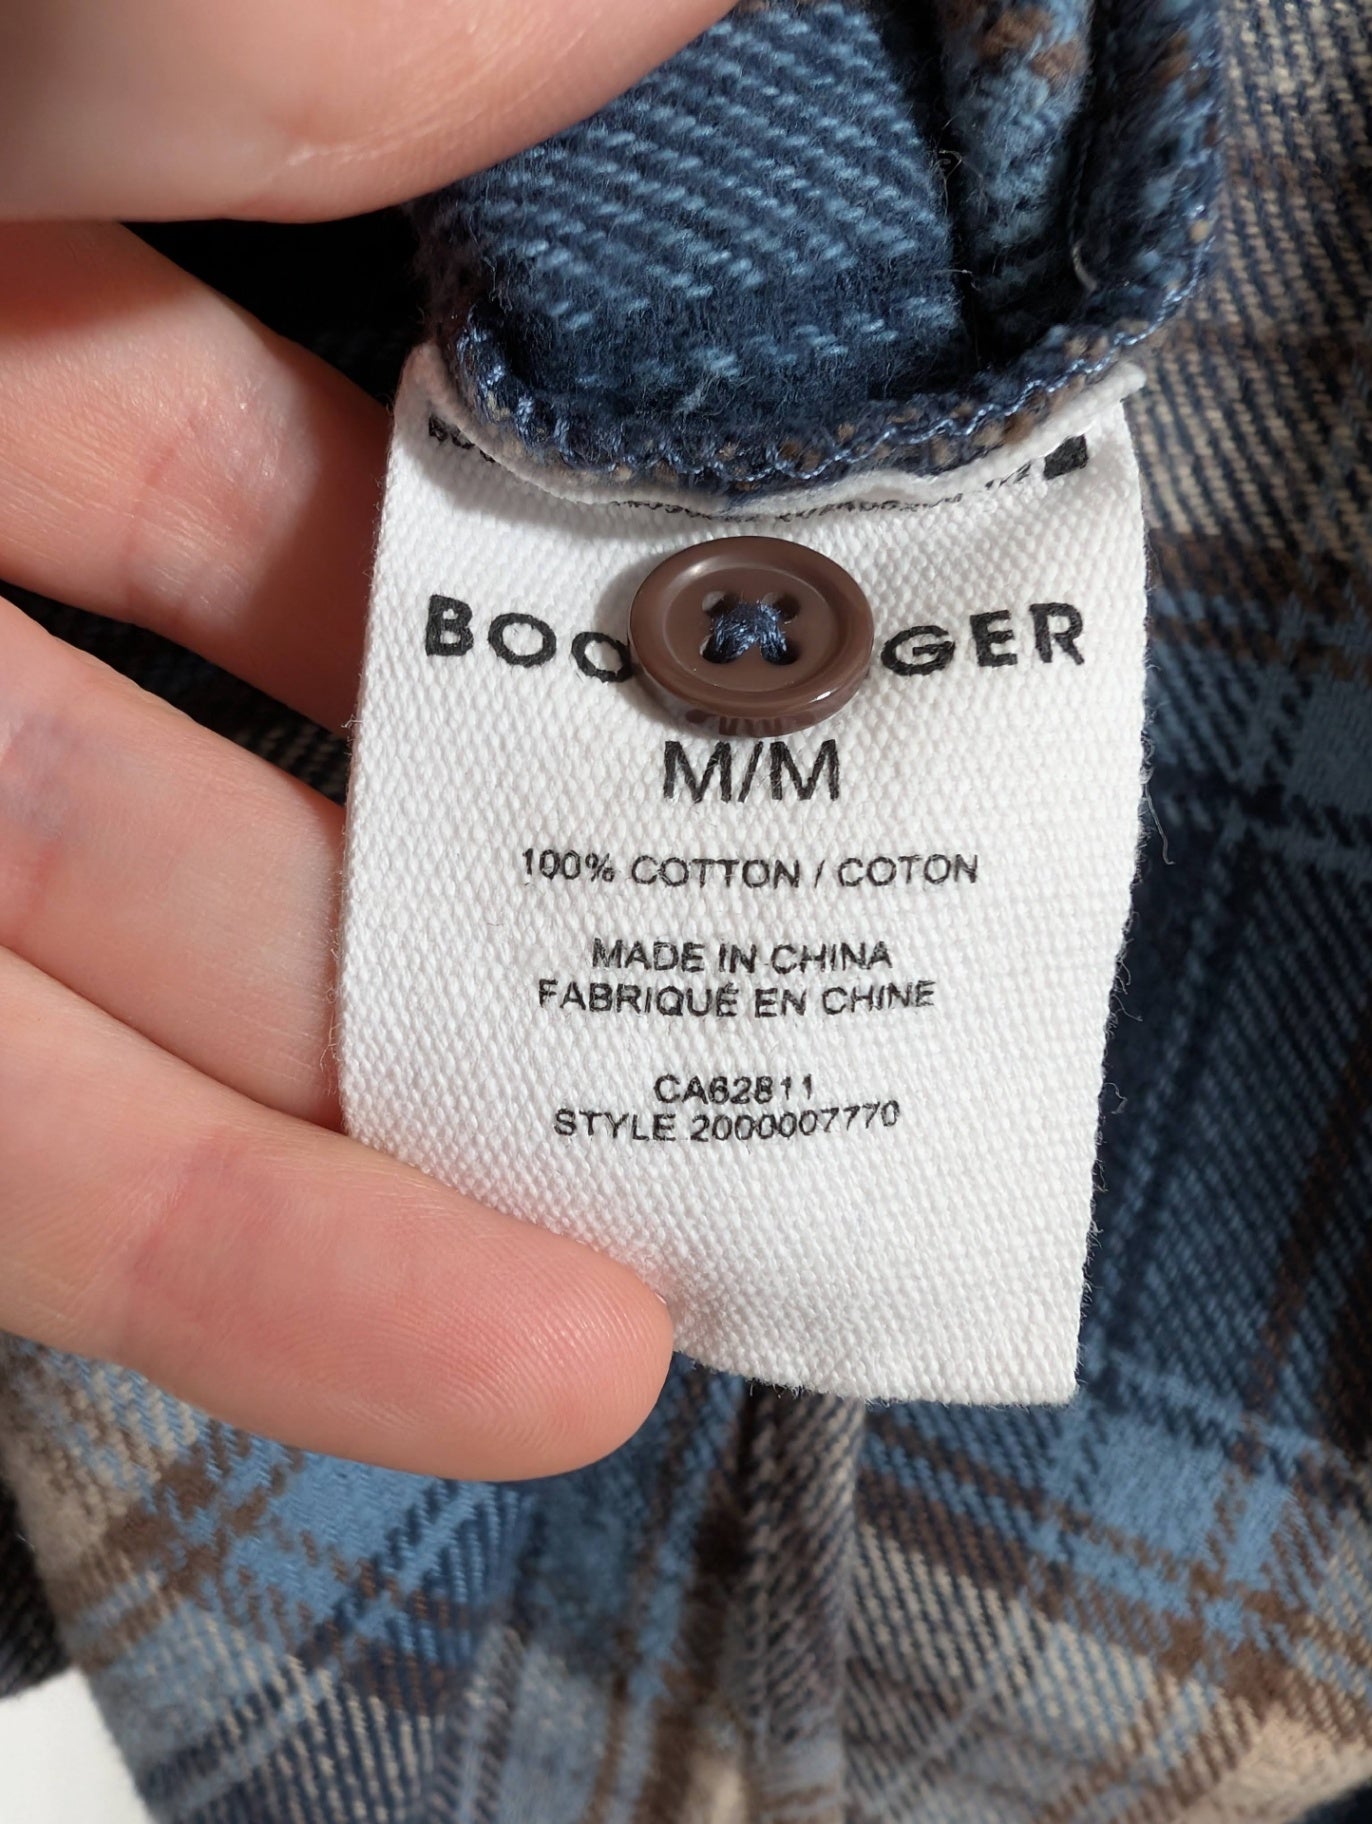 BOO GER
M/M
100% COTTON / COTON
MADE IN CHINA
FABRIQUÉ EN CHINE
CA62811
STYLE 2000007770